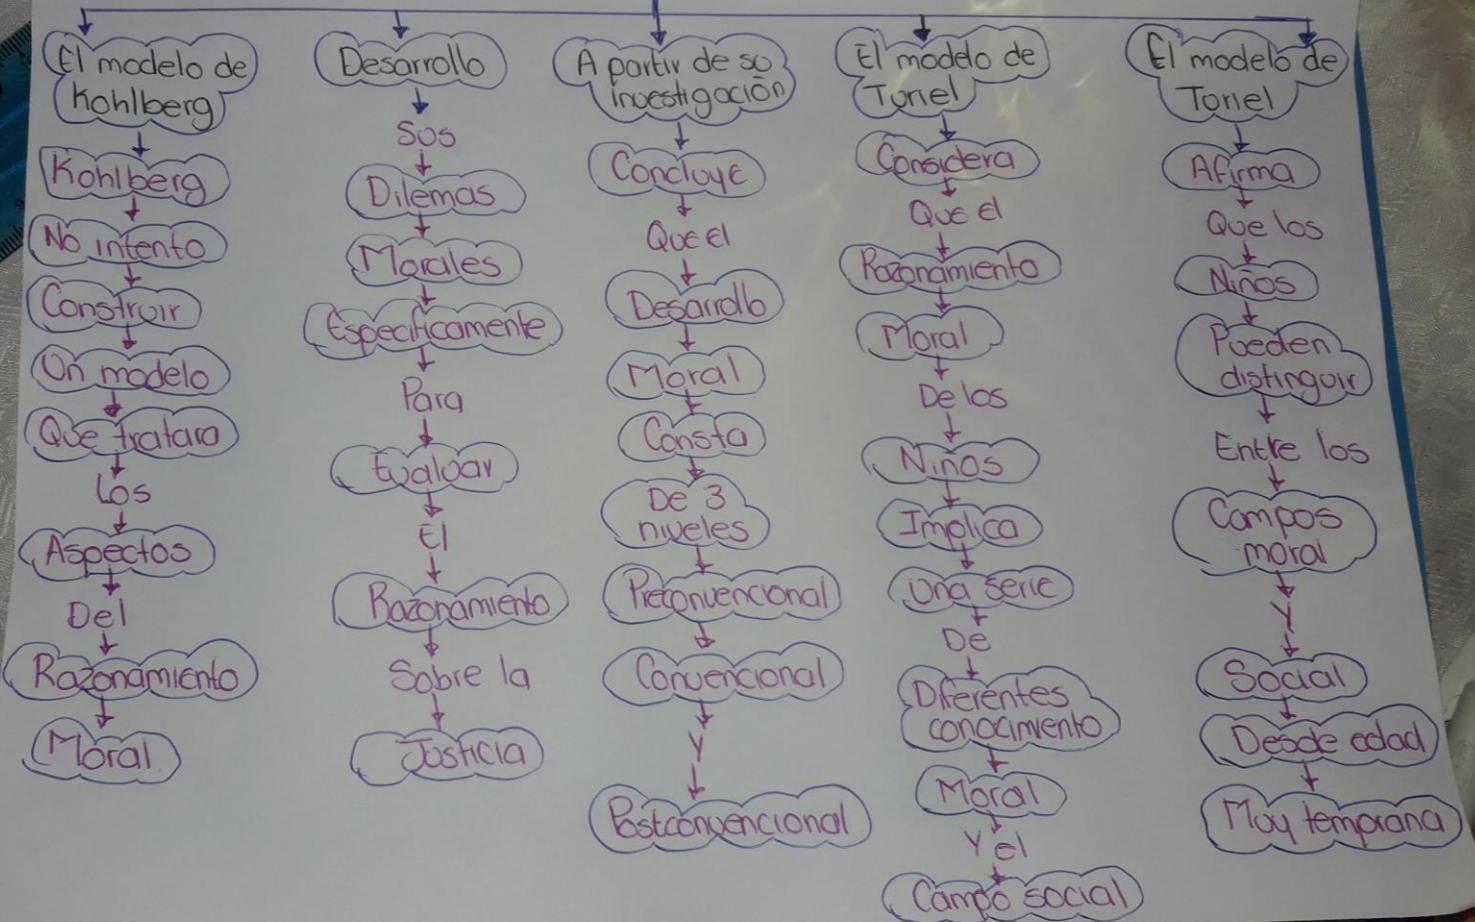 El modelo de
Kohlberg
Kohlberg
No intento
Construir
Un modelo
Que tratara
Los
Aspectos
Del
Razonamiento
Moral
Desarrollo
Sus
Dilemas
Morales
Especificamente
Para
Evaluar
El
Razonamiento
Sobre la
Justicia
A partir de su
investigación
Concluye
Que el
Desarrollo
Moral
Consta
De 3
niveles
Preconvencional
Convencional
Y
Postconvencional
El modelo de
Turiel
Considera
Que el
Razonamiento
Moral
De los
Niños
Implica
Una serie
De
Diferentes
conocimiento
Moral
Y el
Campo social
El modelo de
Turiel
Afirma
Que los
Niños
Pueden
distinguir
Entre los
Campos
moral
Y
Social
Desde edad
Muy temprana